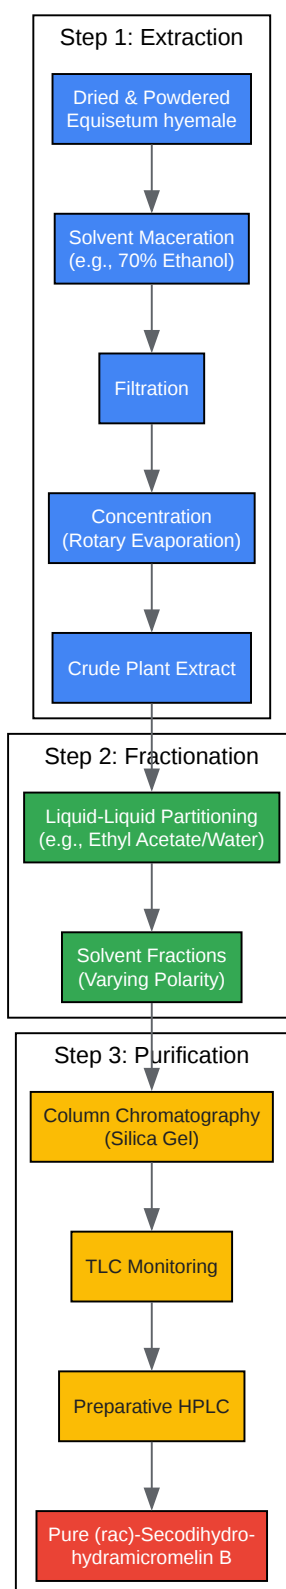 Step 1: Extraction
Dried & Powdered
Equisetum hyemale
Solvent Maceration
(e.g., 70% Ethanol)
Filtration
Concentration
(Rotary Evaporation)
Crude Plant Extract
Step 2: Fractionation
Liquid-Liquid Partitioning
(e.g., Ethyl Acetate/Water)
Solvent Fractions
(Varying Polarity)
Step 3: Purification
Column Chromatography
(Silica Gel)
TLC Monitoring
Preparative HPLC
Pure (rac)-Secodihydro-
hydramicromelin B